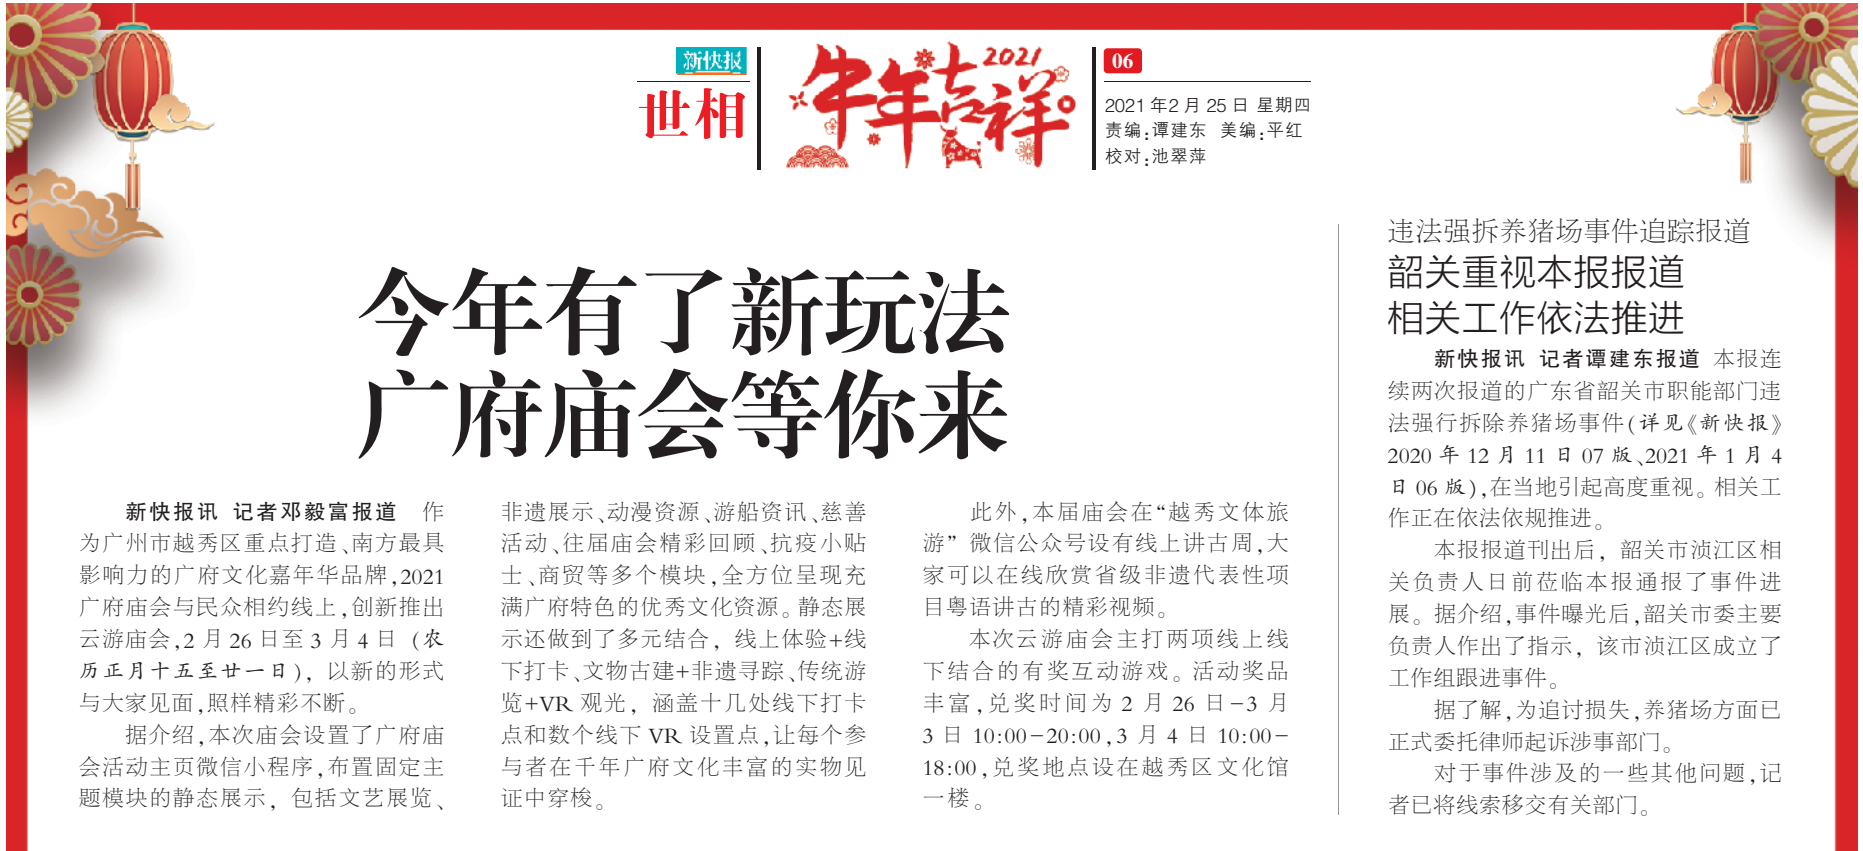 新快报
世相
牛年吉祥
2021
06
2021年2月25日 星期四
责编:谭建东 美编:平红
校对:池翠萍
今年有了新玩法
广府庙会等你来
新快报讯 记者邓毅富报道 作
为广州市越秀区重点打造、南方最具
影响力的广府文化嘉年华品牌,2021
广府庙会与民众相约线上,创新推出
云游庙会,2月26日至3月4日（农
历正月十五至廿一日），以新的形式
与大家见面,照样精彩不断。
据介绍,本次庙会设置了广府庙
会活动主页微信小程序,布置固定主
题模块的静态展示，包括文艺展览、
非遗展示、动漫资源、游船资讯、慈善
活动、往届庙会精彩回顾、抗疫小贴
士、商贸等多个模块,全方位呈现充
满广府特色的优秀文化资源。静态展
示还做到了多元结合，线上体验+线
下打卡、文物古建+非遗寻踪、传统游
览+VR 观光，涵盖十几处线下打卡
点和数个线下 VR 设置点,让每个参
与者在千年广府文化丰富的实物见
证中穿梭。
此外,本届庙会在“越秀文体旅
游”微信公众号设有线上讲古周,大
家可以在线欣赏省级非遗代表性项
目粤语讲古的精彩视频。
本次云游庙会主打两项线上线
下结合的有奖互动游戏。活动奖品
丰富,兑奖时间为2月26日-3月
3日10:00-20:00,3月4日10:00-
18:00,兑奖地点设在越秀区文化馆
一楼。
违法强拆养猪场事件追踪报道
韶关重视本报报道
相关工作依法推进
新快报讯 记者谭建东报道 本报连
续两次报道的广东省韶关市职能部门违
法强行拆除养猪场事件(详见《新快报》
2020年12月11日07版、2021年1月4
日06版),在当地引起高度重视。相关工
作正在依法依规推进。
本报报道刊出后，韶关市浈江区相
关负责人日前莅临本报通报了事件进
展。据介绍,事件曝光后,韶关市委主要
负责人作出了指示，该市浈江区成立了
工作组跟进事件。
据了解,为追讨损失,养猪场方面已
正式委托律师起诉涉事部门。
对于事件涉及的一些其他问题,记
者已将线索移交有关部门。